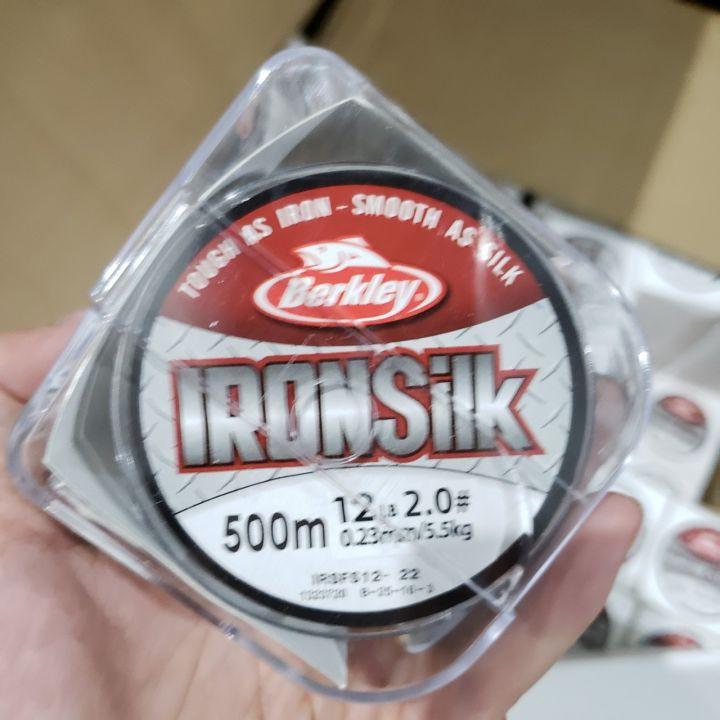 TOUGH AS IRON - SMOOTH AS SILK
Berkley®
IRONSilk
500m 12LB 2.0#
0.23mm/5.5kg
IRSFS12- 22